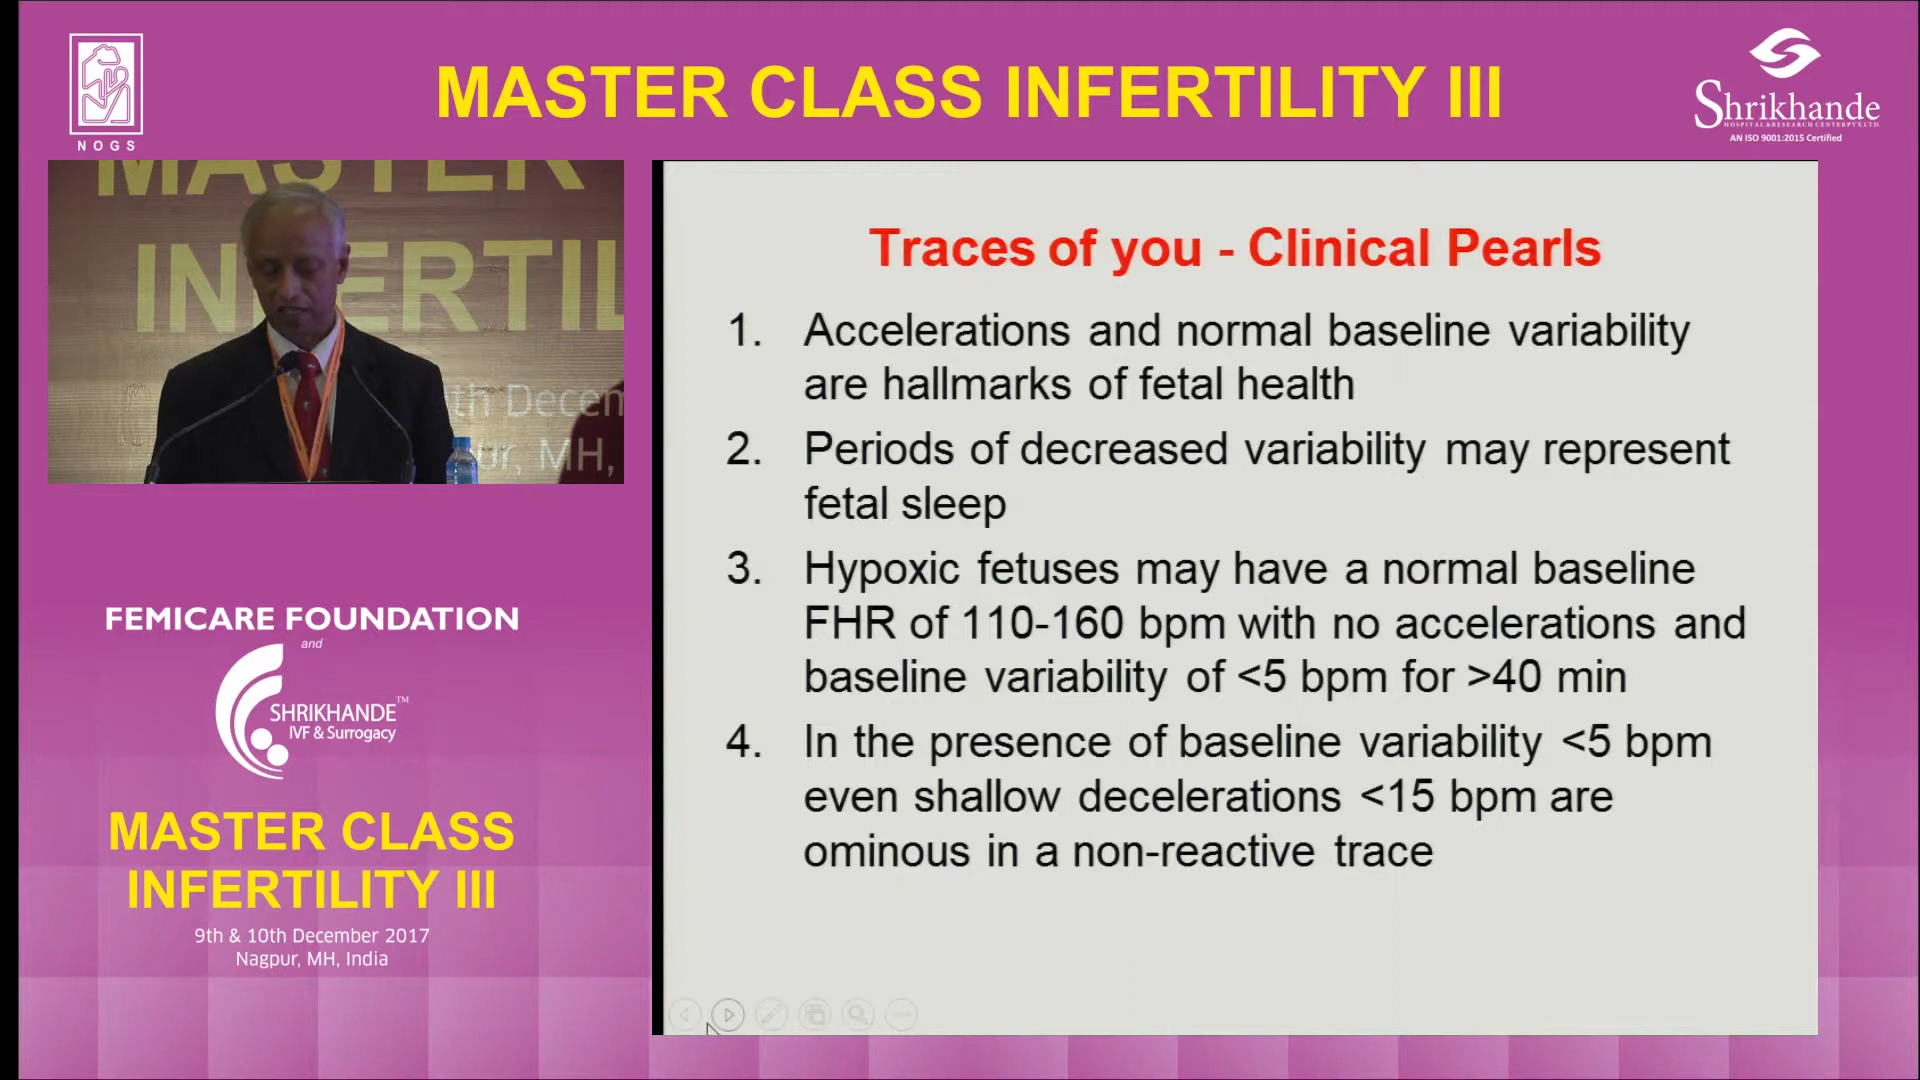 NOGS
MASTER CLASS INFERTILITY III
Shrikhande
HOSPITAL & RESEARCH CENTER PVT. LTD.
AN ISO 9001:2015 Certified
MASTER
INFERTIL
th Decem
ur, MH,
FEMICARE FOUNDATION
and
SHRIKHANDE™
IVF & Surrogacy
MASTER CLASS
INFERTILITY III
9th & 10th December 2017
Nagpur, MH, India
Traces of you - Clinical Pearls
1. Accelerations and normal baseline variability
are hallmarks of fetal health
2. Periods of decreased variability may represent
fetal sleep
3. Hypoxic fetuses may have a normal baseline
FHR of 110-160 bpm with no accelerations and
baseline variability of <5 bpm for >40 min
4. In the presence of baseline variability <5 bpm
even shallow decelerations <15 bpm are
ominous in a non-reactive trace